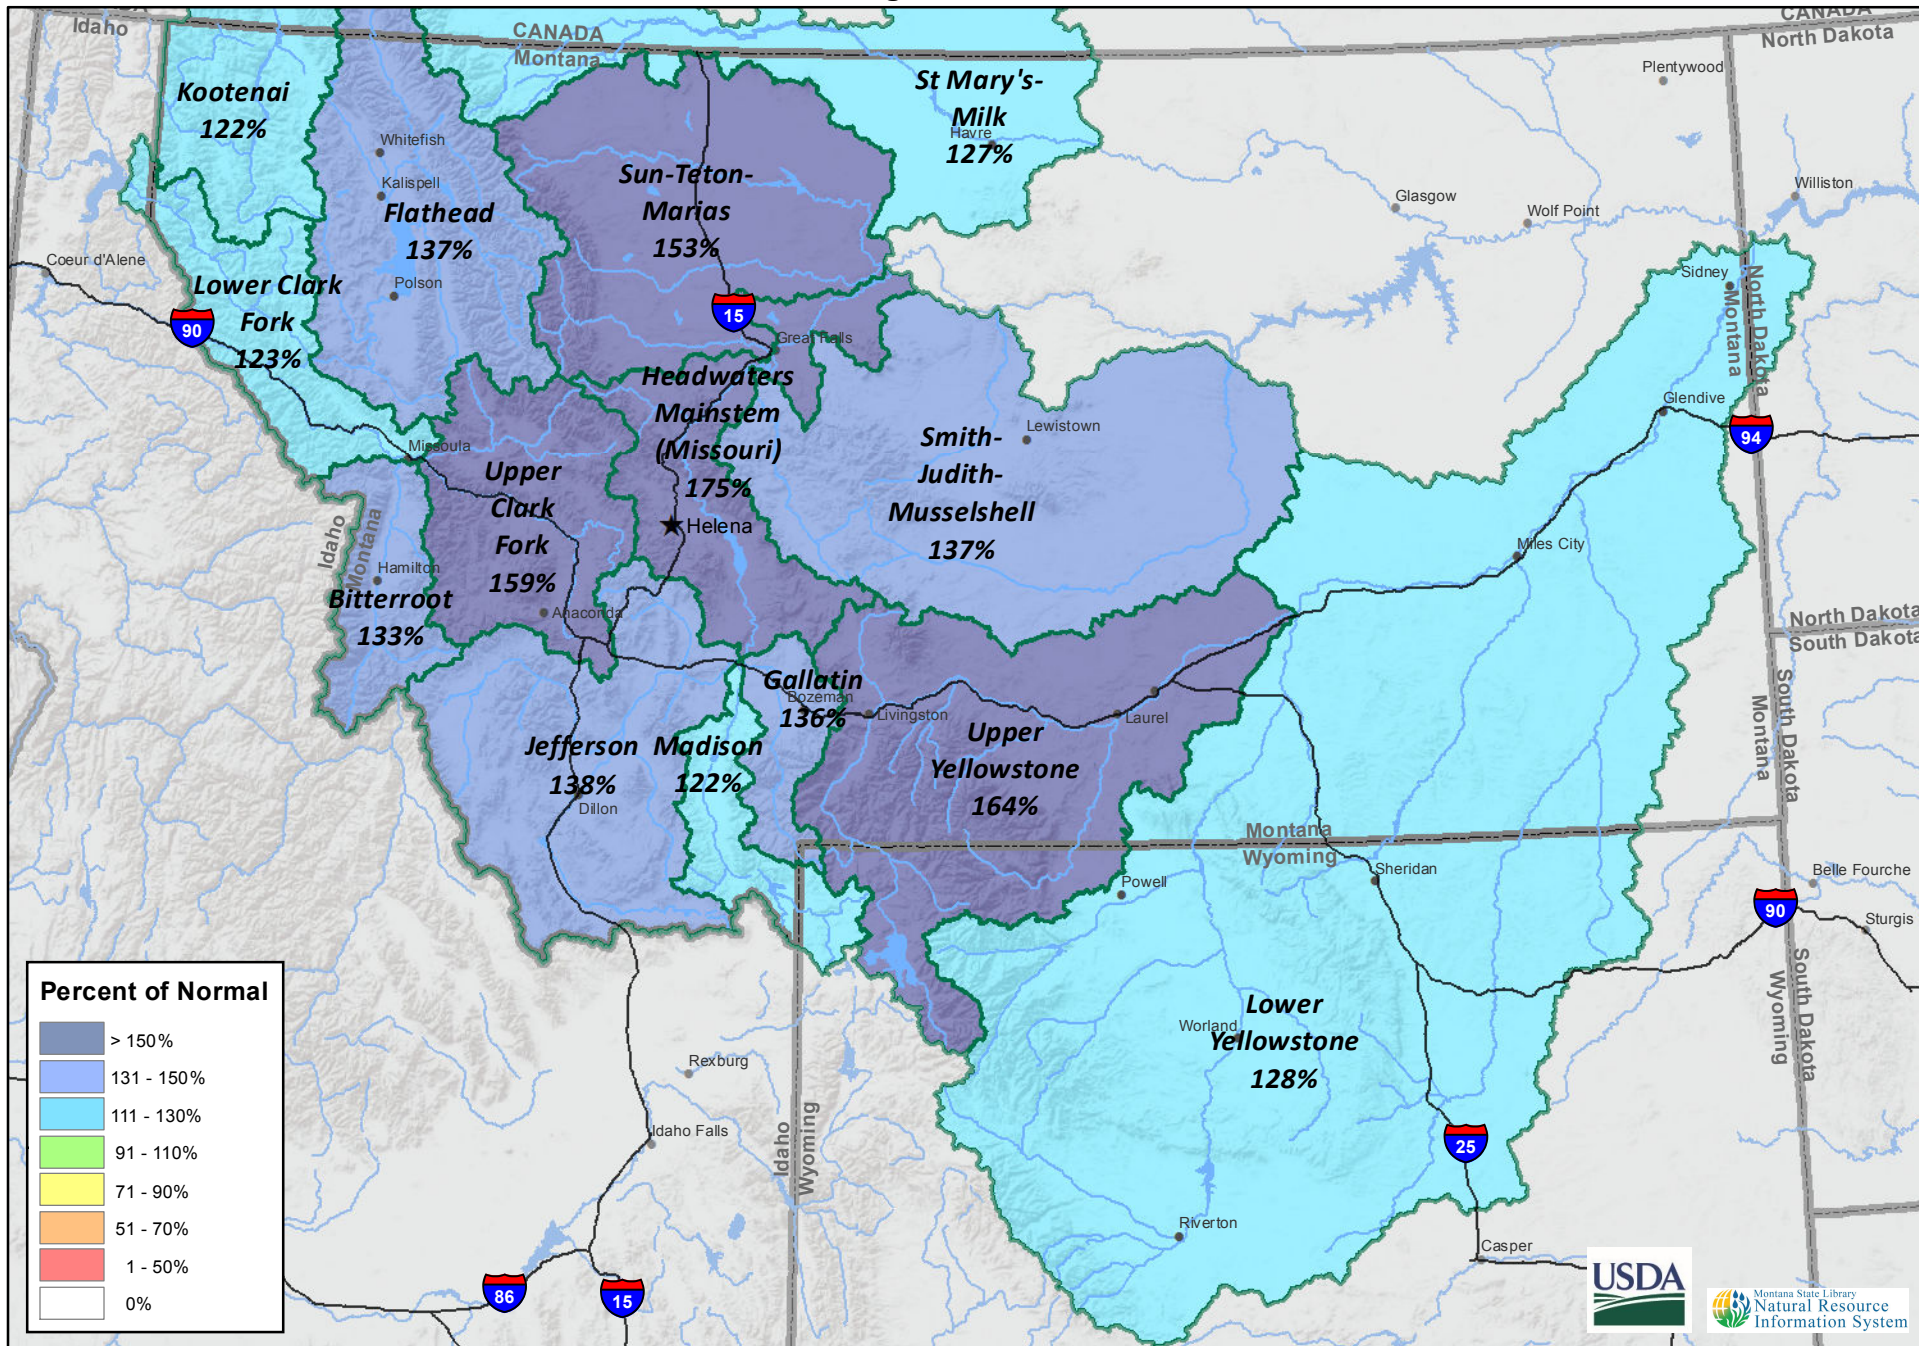 CANADA
Idaho
CANADA
Montana
CANADA
North Dakota
Plentywood
Kootenai
122%
St Mary's-
Milk
Havre
127%
Whitefish
Kalispell
Flathead
137%
Sun-Teton-
Marias
153%
Glasgow
Wolf Point
Williston
Coeur d'Alene
Polson
Lower Clark
Fork
123%
90
15
Great Falls
Sidney
Montana
North Dakota
Headwaters
Mainstem
(Missouri)
175%
Lewistown
Glendive
94
Missoula
Upper
Clark
Fork
159%
Smith-
Judith-
Musselshell
137%
Helena
Idaho
Montana
Hamilton
Bitterroot
133%
Anaconda
Miles City
North Dakota
South Dakota
Gallatin
Bozeman
136%
Livingston
Laurel
South Dakota
Montana
Jefferson
138%
Dillon
Madison
122%
Upper
Yellowstone
164%
Montana
Wyoming
Powell
Sheridan
Belle Fourche
90
Sturgis
South Dakota
Wyoming
Percent of Normal
> 150%
131 - 150%
111 - 130%
91 - 110%
71 - 90%
51 - 70%
1 - 50%
0%
Lower
Worland
Yellowstone
128%
Rexburg
Idaho Falls
Idaho
Wyoming
25
Riverton
Casper
86
15
USDA
Montana State Library
Natural Resource
Information System